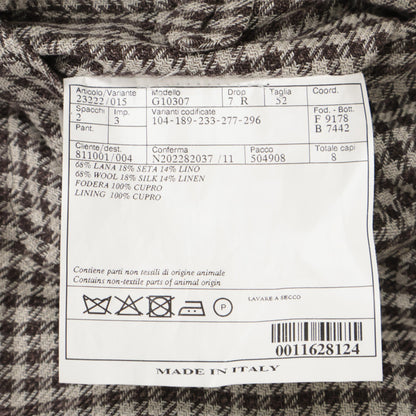 Articolo/Variante Modello Drop Taglia Coord.
23222/015 G10307 7 R 52
Spacchi Imp. Varianti codificate Fod. - Bott.
2 3 104-189-233-277-296 F 9178
Pant. B 7442
Cliente/dest. Conferma Pacco Totale capi
811001/004 N202282037/11 504908 8
68% LANA 18% SETA 14% LINO
68% WOOL 18% SILK 14% LINEN
FODERA 100% CUPRO
LINING 100% CUPRO
Contiene parti non tessili di origine animale
Contains non-textile parts of animal origin
P LAVARE A SECCO
0011628124
MADE IN ITALY